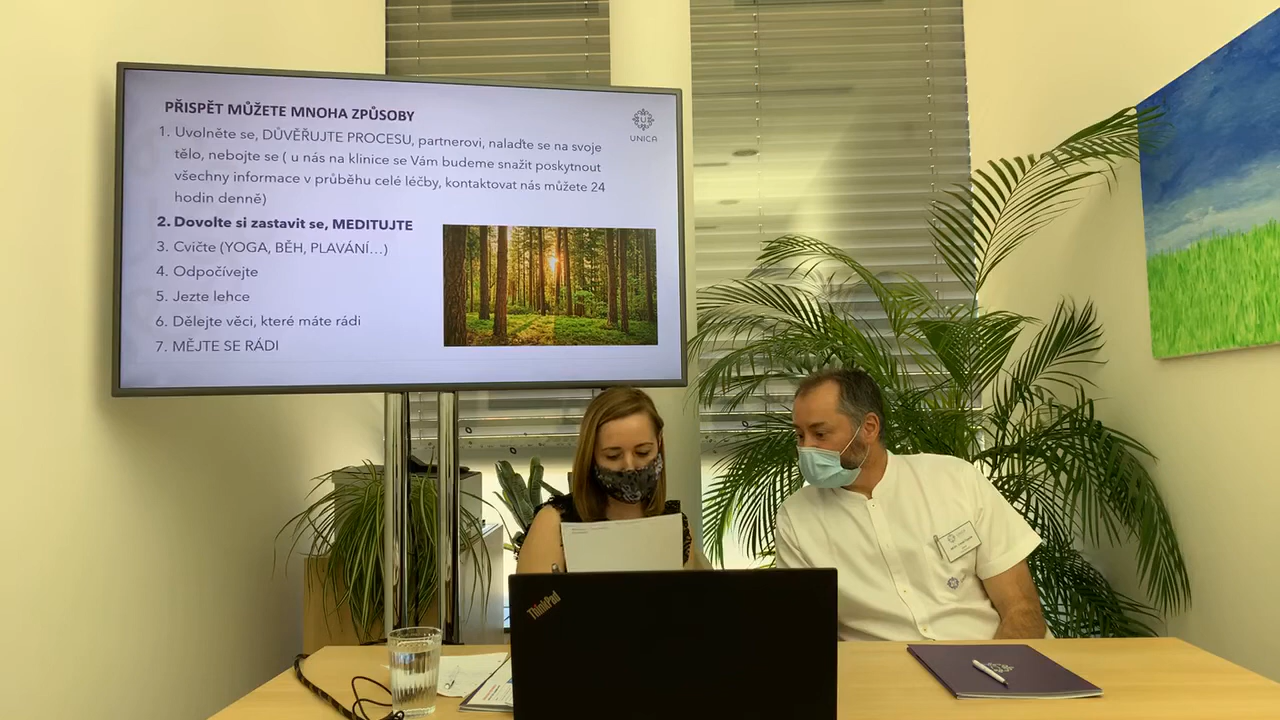 PŘISPĚT MŮŽETE MNOHA ZPŮSOBY
UNICA
1. Uvolněte se, DŮVĚŘUJTE PROCESU, partnerovi, nalaďte se na svoje
tělo, nebojte se ( u nás na klinice se Vám budeme snažit poskytnout
všechny informace v průběhu celé léčby, kontaktovat nás můžete 24
hodin denně)
2. Dovolte si zastavit se, MEDITUJTE
3. Cvičte (YOGA, BĚH, PLAVÁNÍ...)
4. Odpočívejte
5. Jezte lehce
6. Dělejte věci, které máte rádi
7. MĚJTE SE RÁDI
ThinkPad